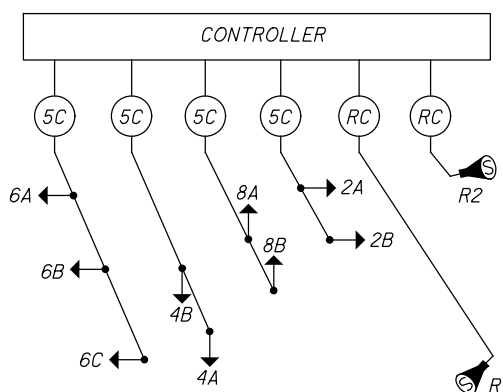 CONTROLLER
5C 5C 5C 5C RC RC
8A 2A S
6A R2
8B 2B
6B
4B
6C 4A S R